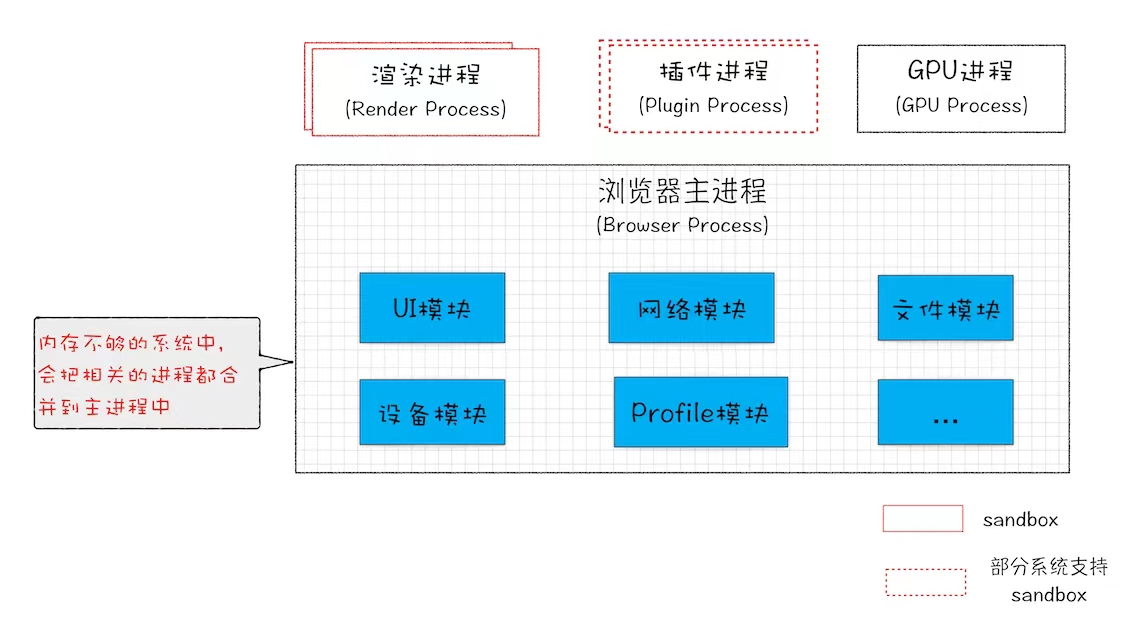 渲染进程
(Render Process)
插件进程
(Plugin Process)
GPU进程
(GPU Process)
浏览器主进程
(Browser Process)
UI模块
网络模块
文件模块
设备模块
Profile模块
...
内存不够的系统中，
会把相关的进程都合
并到主进程中
sandbox
部分系统支持
sandbox